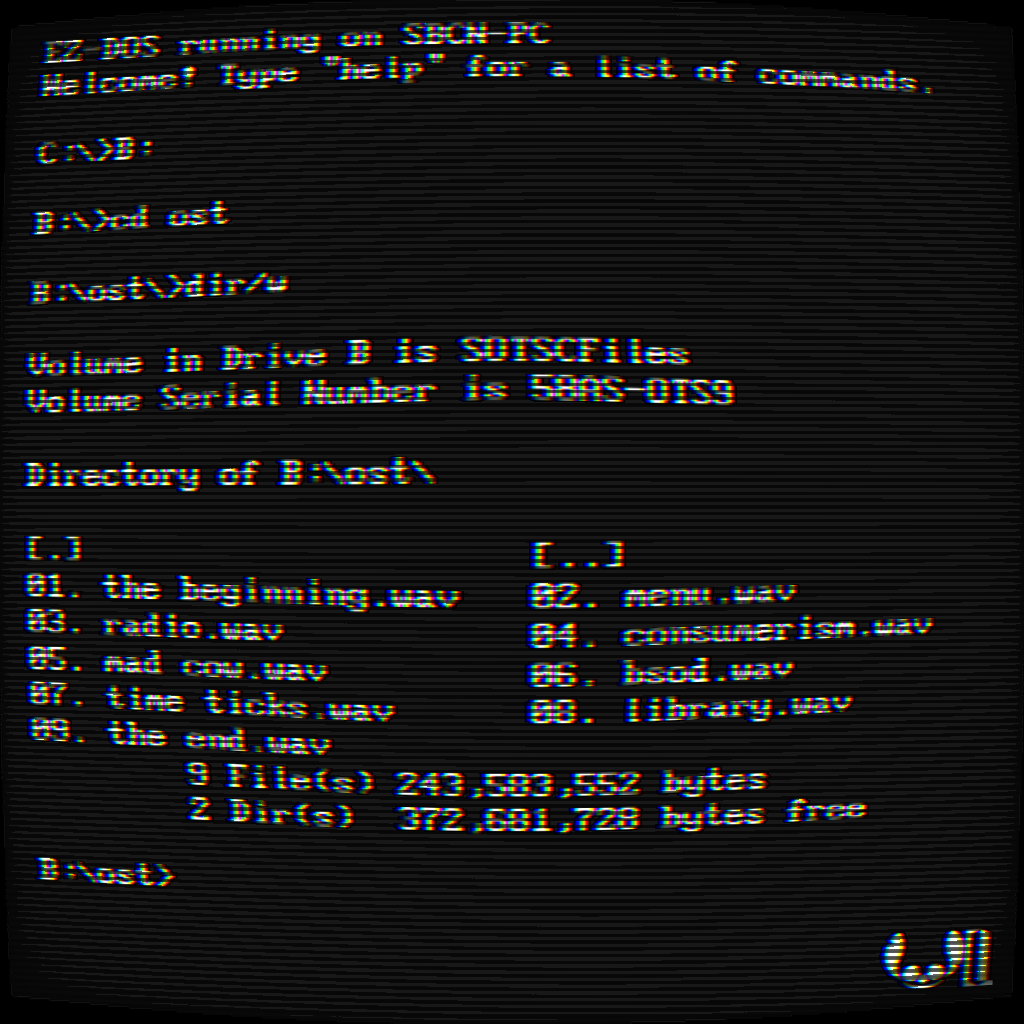 EZ-DOS running on SBCN-PC
Welcome! Type "help" for a list of commands.
C:\>B:
B:\>cd ost
B:\ost\>dir/w
Volume in Drive B is SOTSCFiles
Volume Serial Number is 58AS-OTS9
Directory of B:\ost\
[.] [..]
01. the beginning.wav 02. menu.wav
03. radio.wav 04. consumerism.wav
05. mad cow.wav 06. bsod.wav
07. time ticks.wav 08. library.wav
09. the end.wav
9 File(s) 243,583,552 bytes
2 Dir(s) 372,681,728 bytes free
B:\ost>